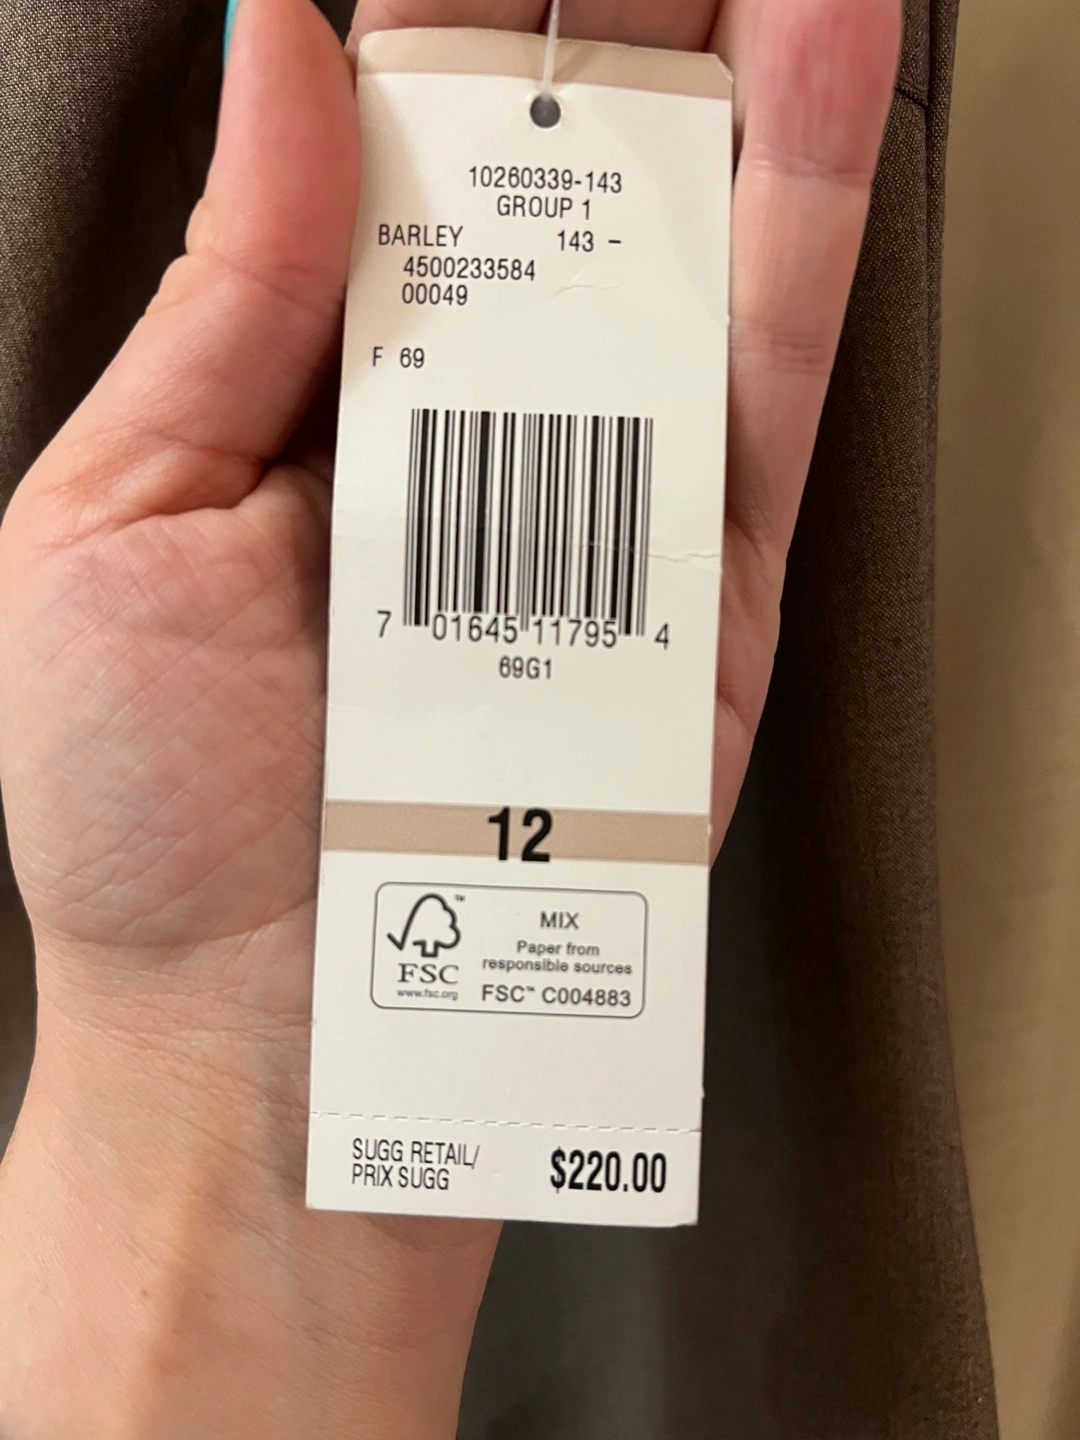 10260339-143
GROUP 1
BARLEY 143 -
4500233584
00049
F 69
7 01645 11795 4
69G1
12
FSC™
www.fsc.org
MIX
Paper from
responsible sources
FSC™ C004883
SUGG RETAIL/
PRIX SUGG
$220.00